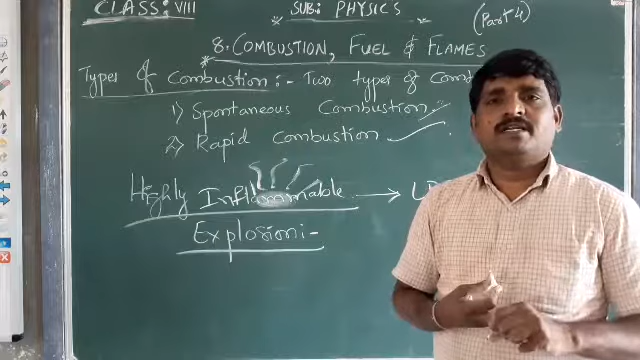 CLASS: VIII
SUB: PHYSICS
(Part 4)
8. COMBUSTION, FUEL & FLAMES
Types of Combustion :- Two types of
1) Spontaneous Combustion
2) Rapid Combustion
Highly Inflammable →
Explosion :-